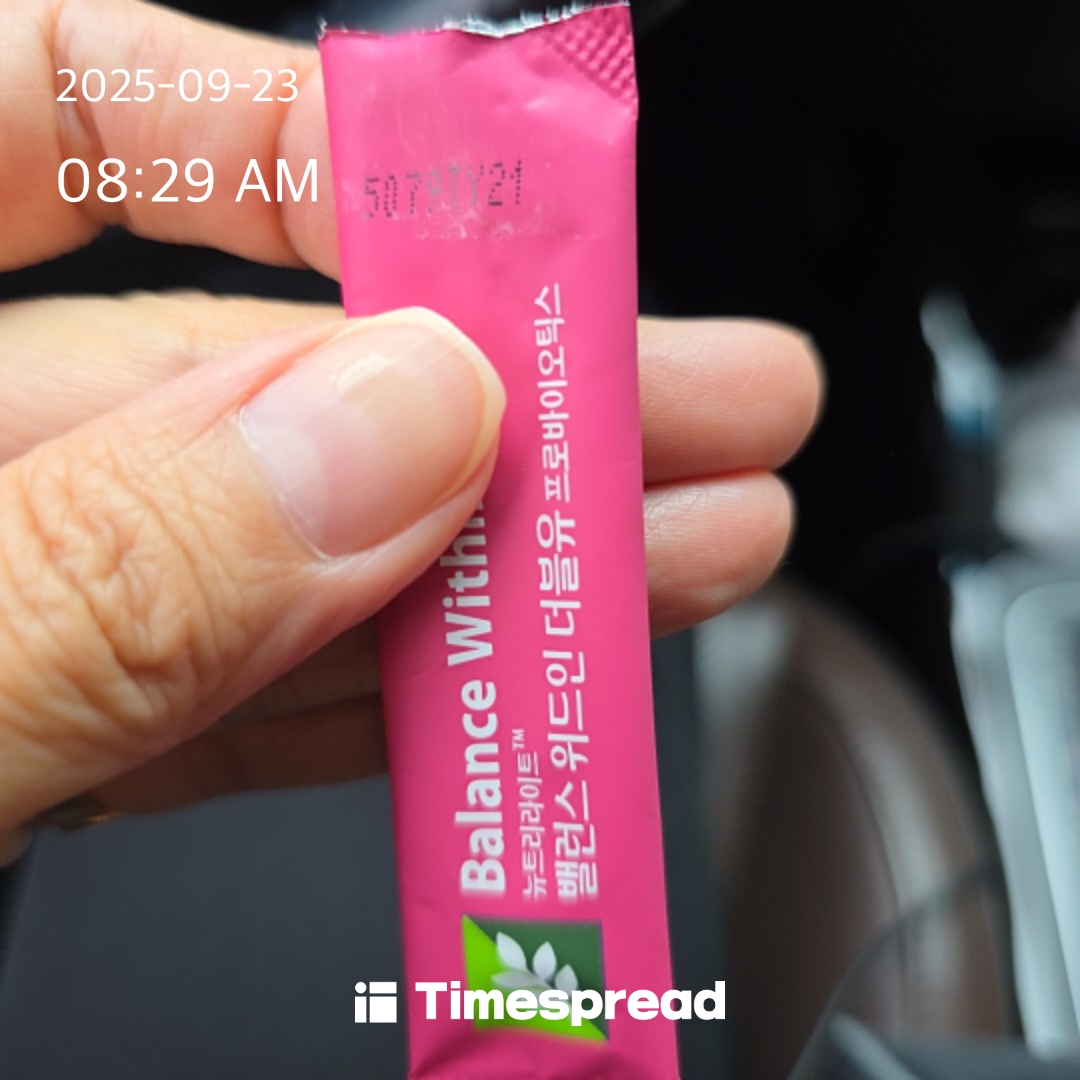 2025-09-23
08:29 AM
5079TY21
Balance Within
뉴트리라이트™
밸런스 위드인 더블유 프로바이오틱스
Timespread